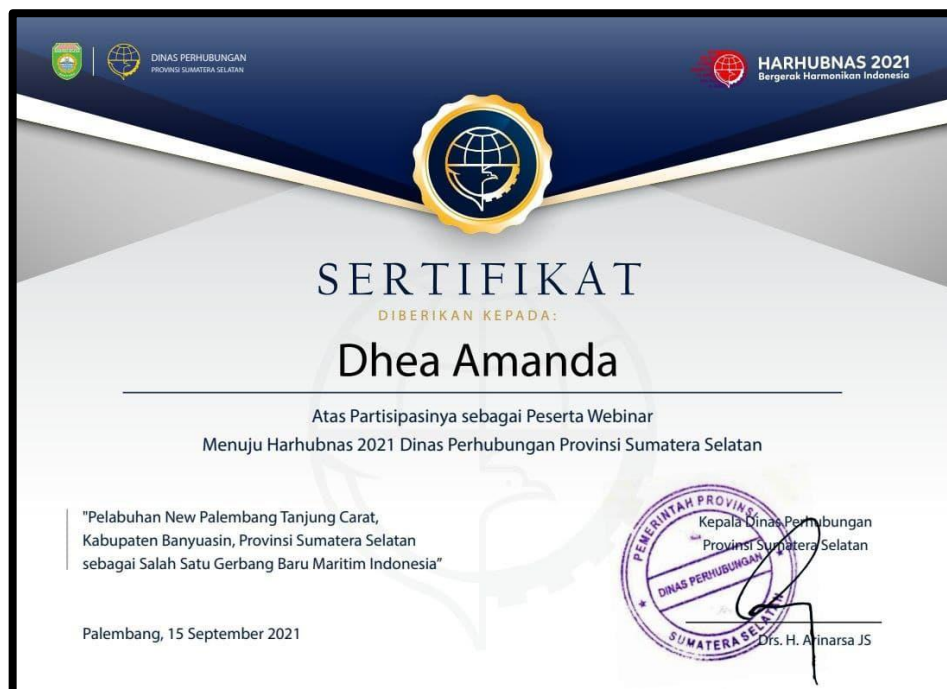 DINAS PERHUBUNGAN
PROVINSI SUMATERA SELATAN
HARHUBNAS 2021
Bergerak Harmonikan Indonesia
SERTIFIKAT
DIBERIKAN KEPADA:
Dhea Amanda
Atas Partisipasinya sebagai Peserta Webinar
Menuju Harhubnas 2021 Dinas Perhubungan Provinsi Sumatera Selatan
"Pelabuhan New Palembang Tanjung Carat,
Kabupaten Banyuasin, Provinsi Sumatera Selatan
sebagai Salah Satu Gerbang Baru Maritim Indonesia”
Palembang, 15 September 2021
Kepala Dinas Perhubungan
Provinsi Sumatera Selatan
PEMERINTAH PROVINSI
DINAS PERHUBUNGAN
SUMATERA SELATAN
Drs. H. Arinarsa JS